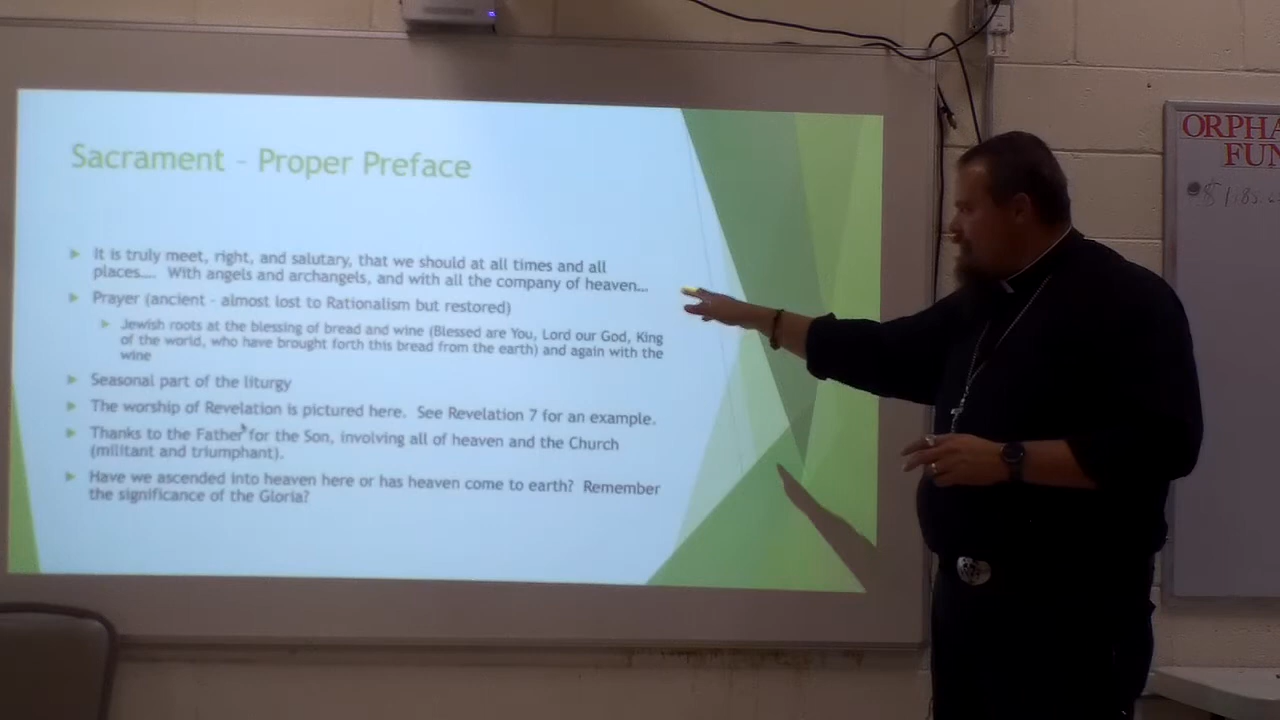 Sacrament – Proper Preface
It is truly meet, right, and salutary, that we should at all times and all
places.... With angels and archangels, and with all the company of heaven...
Prayer (ancient – almost lost to Rationalism but restored)
Jewish roots at the blessing of bread and wine (Blessed are You, Lord our God, King
of the world, who have brought forth this bread from the earth) and again with the
wine
Seasonal part of the liturgy
The worship of Revelation is pictured here. See Revelation 7 for an example.
Thanks to the Father for the Son, involving all of heaven and the Church
(militant and triumphant).
Have we ascended into heaven here or has heaven come to earth? Remember
the significance of the Gloria?
ORPHA
FUN